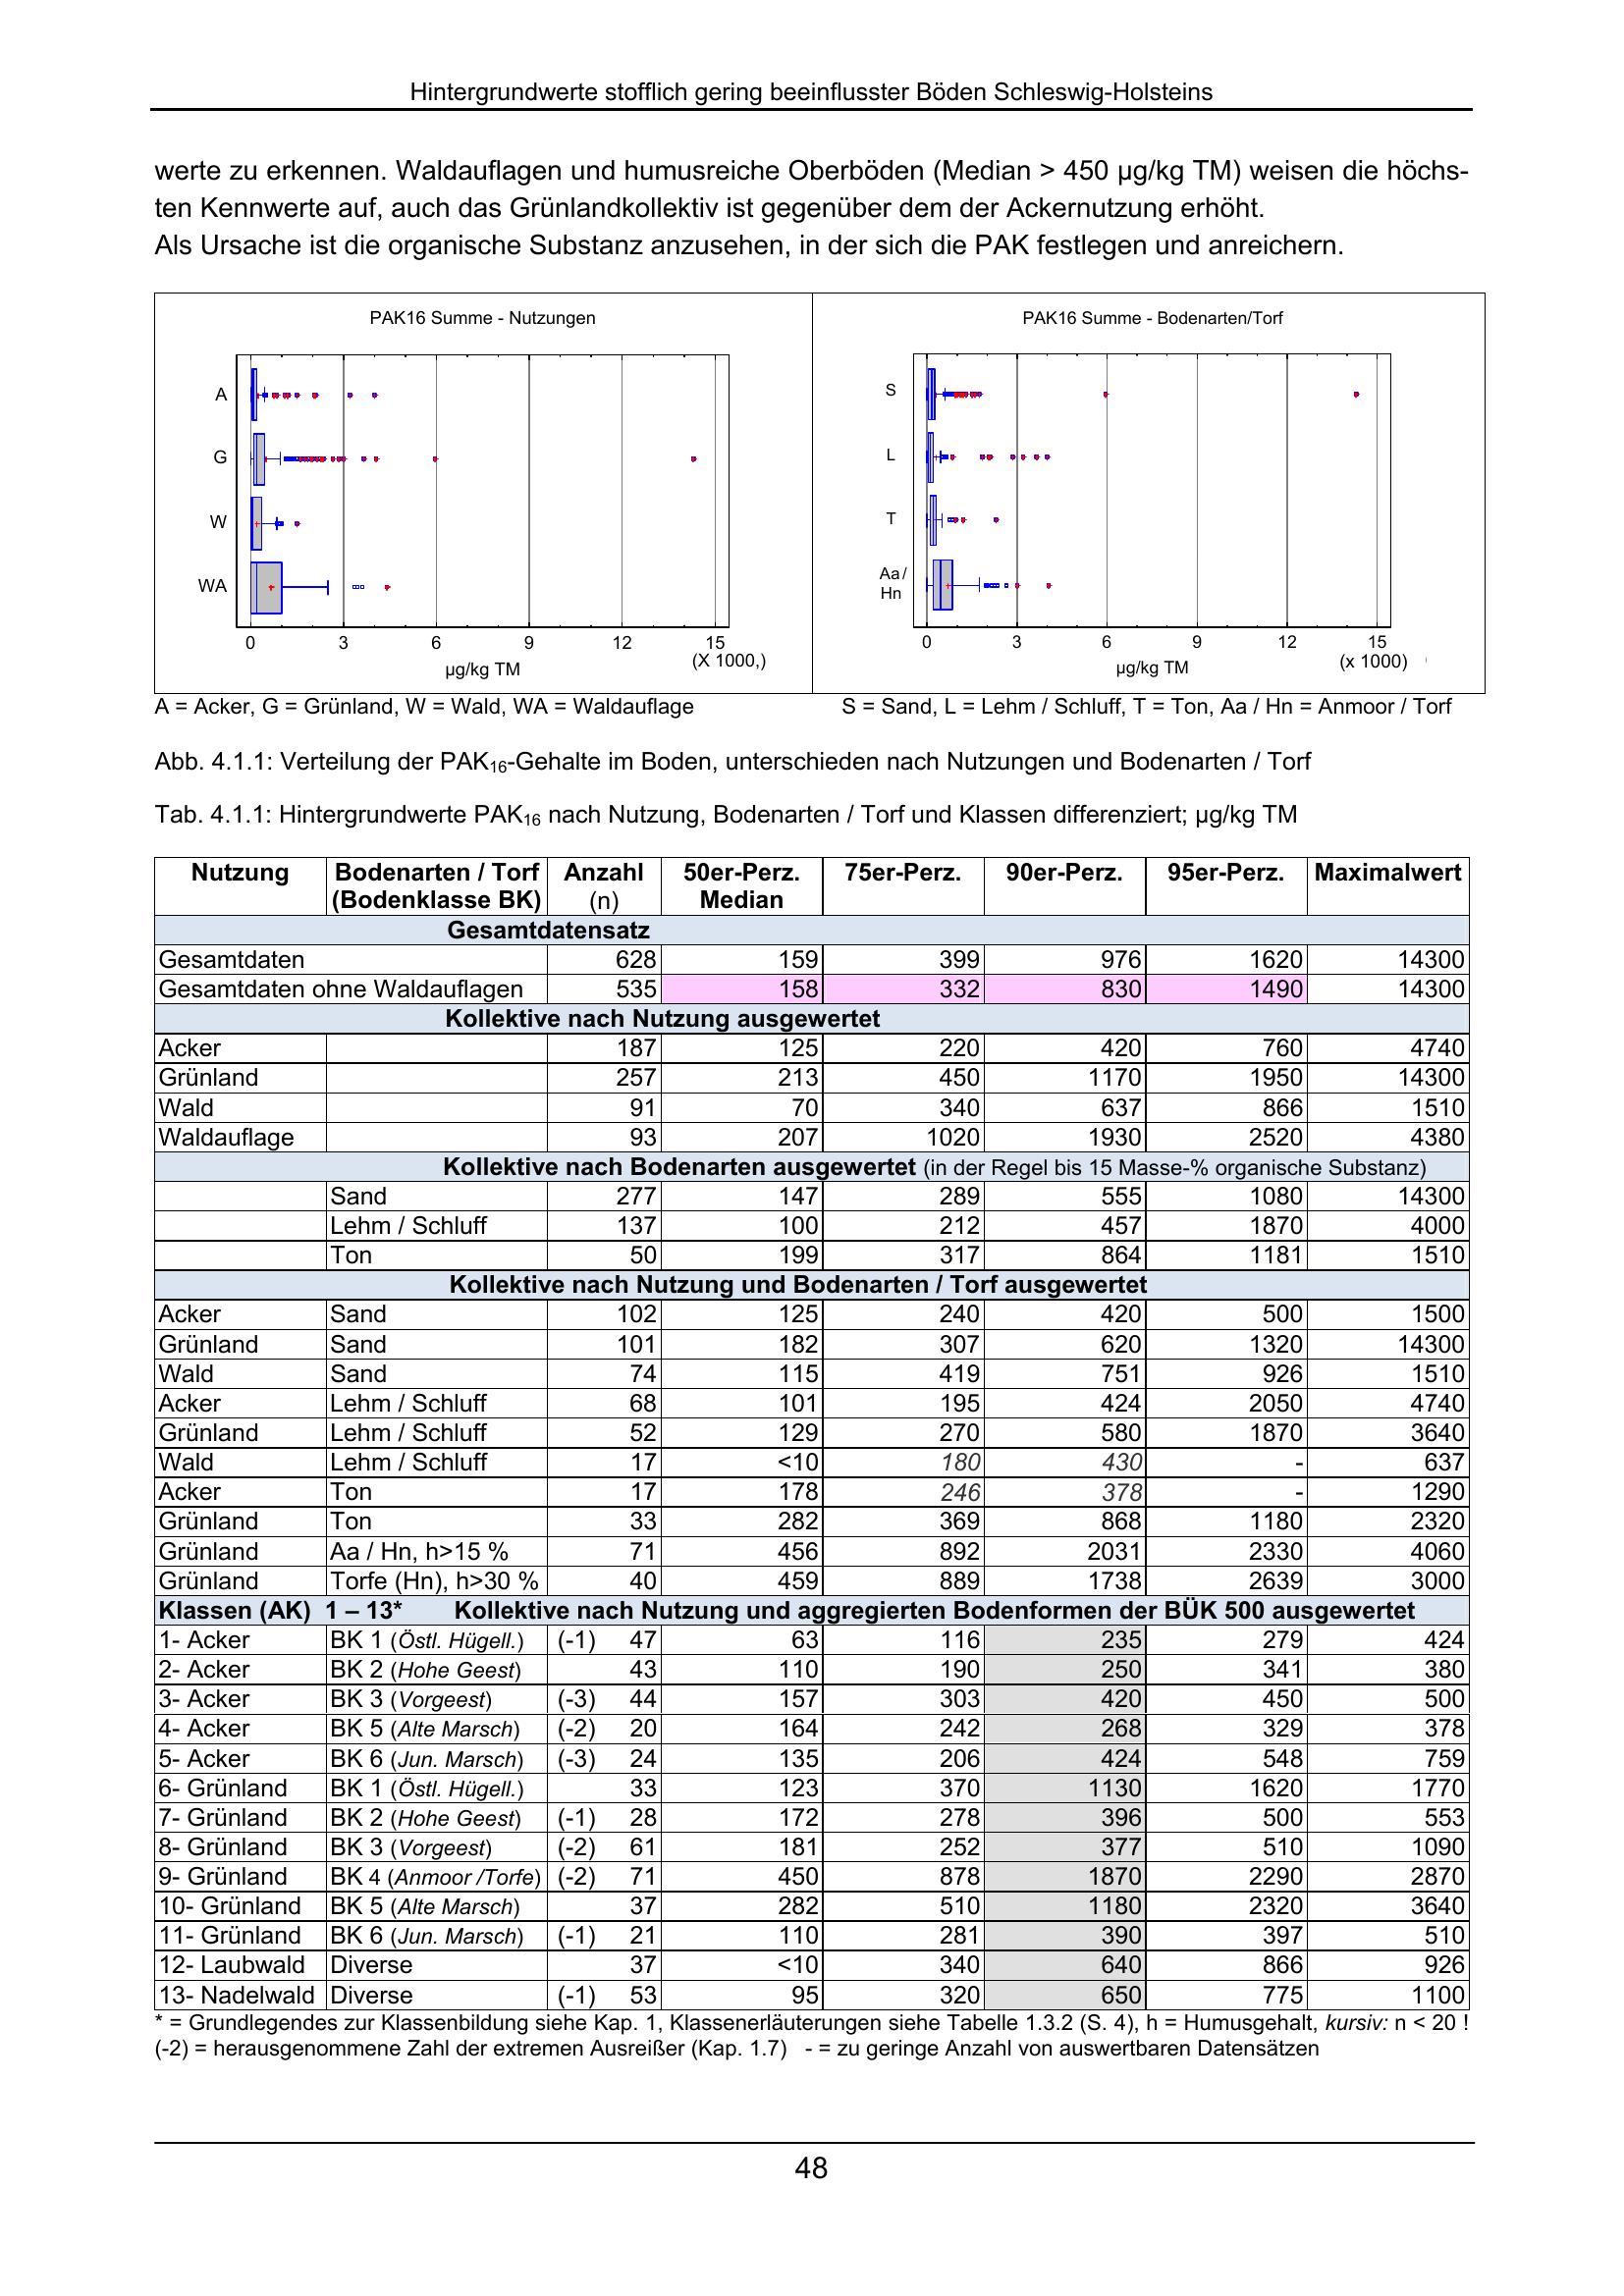 Hintergrundwerte stofflich gering beeinflusster Böden Schleswig-Holsteins
werte zu erkennen. Waldauflagen und humusreiche Oberböden (Median > 450 µg/kg TM) weisen die höchs-
ten Kennwerte auf, auch das Grünlandkollektiv ist gegenüber dem der Ackernutzung erhöht.
Als Ursache ist die organische Substanz anzusehen, in der sich die PAK festlegen und anreichern.
PAK16 Summe - Nutzungen
A
G
W
WA
0 3 6 9 12 15
(X 1000,)
µg/kg TM
PAK16 Summe - Bodenarten/Torf
S
L
T
Aa/
Hn
0 3 6 9 12 15
(x 1000)
µg/kg TM
A = Acker, G = Grünland, W = Wald, WA = Waldauflage
S = Sand, L = Lehm / Schluff, T = Ton, Aa / Hn = Anmoor / Torf
Abb. 4.1.1: Verteilung der PAK16-Gehalte im Boden, unterschieden nach Nutzungen und Bodenarten / Torf
Tab. 4.1.1: Hintergrundwerte PAK16 nach Nutzung, Bodenarten / Torf und Klassen differenziert; µg/kg TM
Nutzung Bodenarten / Torf Anzahl 50er-Perz. 75er-Perz. 90er-Perz. 95er-Perz. Maximalwert
(Bodenklasse BK) (n) Median
Gesamtdatensatz
Gesamtdaten 628 159 399 976 1620 14300
Gesamtdaten ohne Waldauflagen 535 158 332 830 1490 14300
Kollektive nach Nutzung ausgewertet
Acker 187 125 220 420 760 4740
Grünland 257 213 450 1170 1950 14300
Wald 91 70 340 637 866 1510
Waldauflage 93 207 1020 1930 2520 4380
Kollektive nach Bodenarten ausgewertet (in der Regel bis 15 Masse-% organische Substanz)
Sand 277 147 289 555 1080 14300
Lehm / Schluff 137 100 212 457 1870 4000
Ton 50 199 317 864 1181 1510
Kollektive nach Nutzung und Bodenarten / Torf ausgewertet
Acker Sand 102 125 240 420 500 1500
Grünland Sand 101 182 307 620 1320 14300
Wald Sand 74 115 419 751 926 1510
Acker Lehm / Schluff 68 101 195 424 2050 4740
Grünland Lehm / Schluff 52 129 270 580 1870 3640
Wald Lehm / Schluff 17 <10 180 430 - 637
Acker Ton 17 178 246 378 - 1290
Grünland Ton 33 282 369 868 1180 2320
Grünland Aa / Hn, h>15 % 71 456 892 2031 2330 4060
Grünland Torfe (Hn), h>30 % 40 459 889 1738 2639 3000
Klassen (AK) 1 – 13* Kollektive nach Nutzung und aggregierten Bodenformen der BÜK 500 ausgewertet
1- Acker BK 1 (Östl. Hügell.) (-1) 47 63 116 235 279 424
2- Acker BK 2 (Hohe Geest) 43 110 190 250 341 380
3- Acker BK 3 (Vorgeest) (-3) 44 157 303 420 450 500
4- Acker BK 5 (Alte Marsch) (-2) 20 164 242 268 329 378
5- Acker BK 6 (Jun. Marsch) (-3) 24 135 206 424 548 759
6- Grünland BK 1 (Östl. Hügell.) 33 123 370 1130 1620 1770
7- Grünland BK 2 (Hohe Geest) (-1) 28 172 278 396 500 553
8- Grünland BK 3 (Vorgeest) (-2) 61 181 252 377 510 1090
9- Grünland BK 4 (Anmoor /Torfe) (-2) 71 450 878 1870 2290 2870
10- Grünland BK 5 (Alte Marsch) 37 282 510 1180 2320 3640
11- Grünland BK 6 (Jun. Marsch) (-1) 21 110 281 390 397 510
12- Laubwald Diverse 37 <10 340 640 866 926
13- Nadelwald Diverse (-1) 53 95 320 650 775 1100
* = Grundlegendes zur Klassenbildung siehe Kap. 1, Klassenerläuterungen siehe Tabelle 1.3.2 (S. 4), h = Humusgehalt, kursiv: n < 20 !
(-2) = herausgenommene Zahl der extremen Ausreißer (Kap. 1.7) - = zu geringe Anzahl von auswertbaren Datensätzen
48